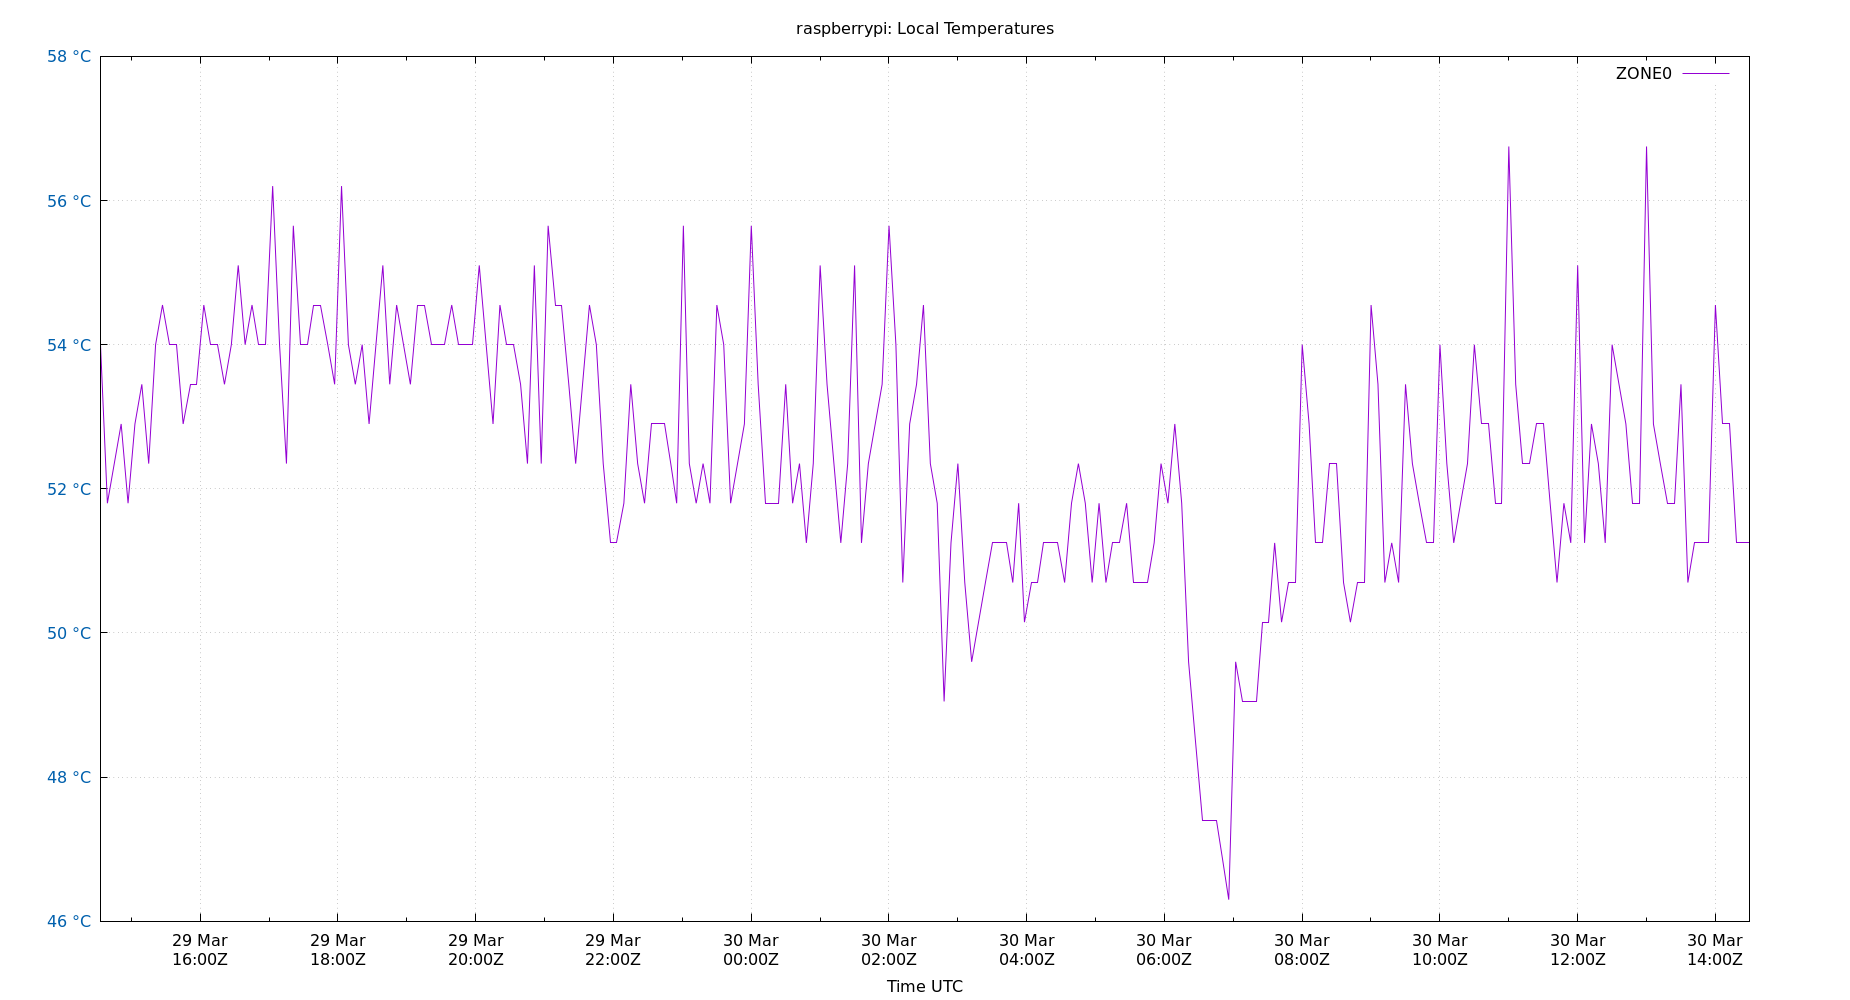 raspberrypi: Local Temperatures
58 °C
ZONE0
56 °C
54 °C
52 °C
50 °C
48 °C
46 °C
29 Mar 29 Mar 29 Mar 29 Mar 30 Mar 30 Mar 30 Mar 30 Mar 30 Mar 30 Mar 30 Mar 30 Mar
16:00Z 18:00Z 20:00Z 22:00Z 00:00Z 02:00Z 04:00Z 06:00Z 08:00Z 10:00Z 12:00Z 14:00Z
Time UTC